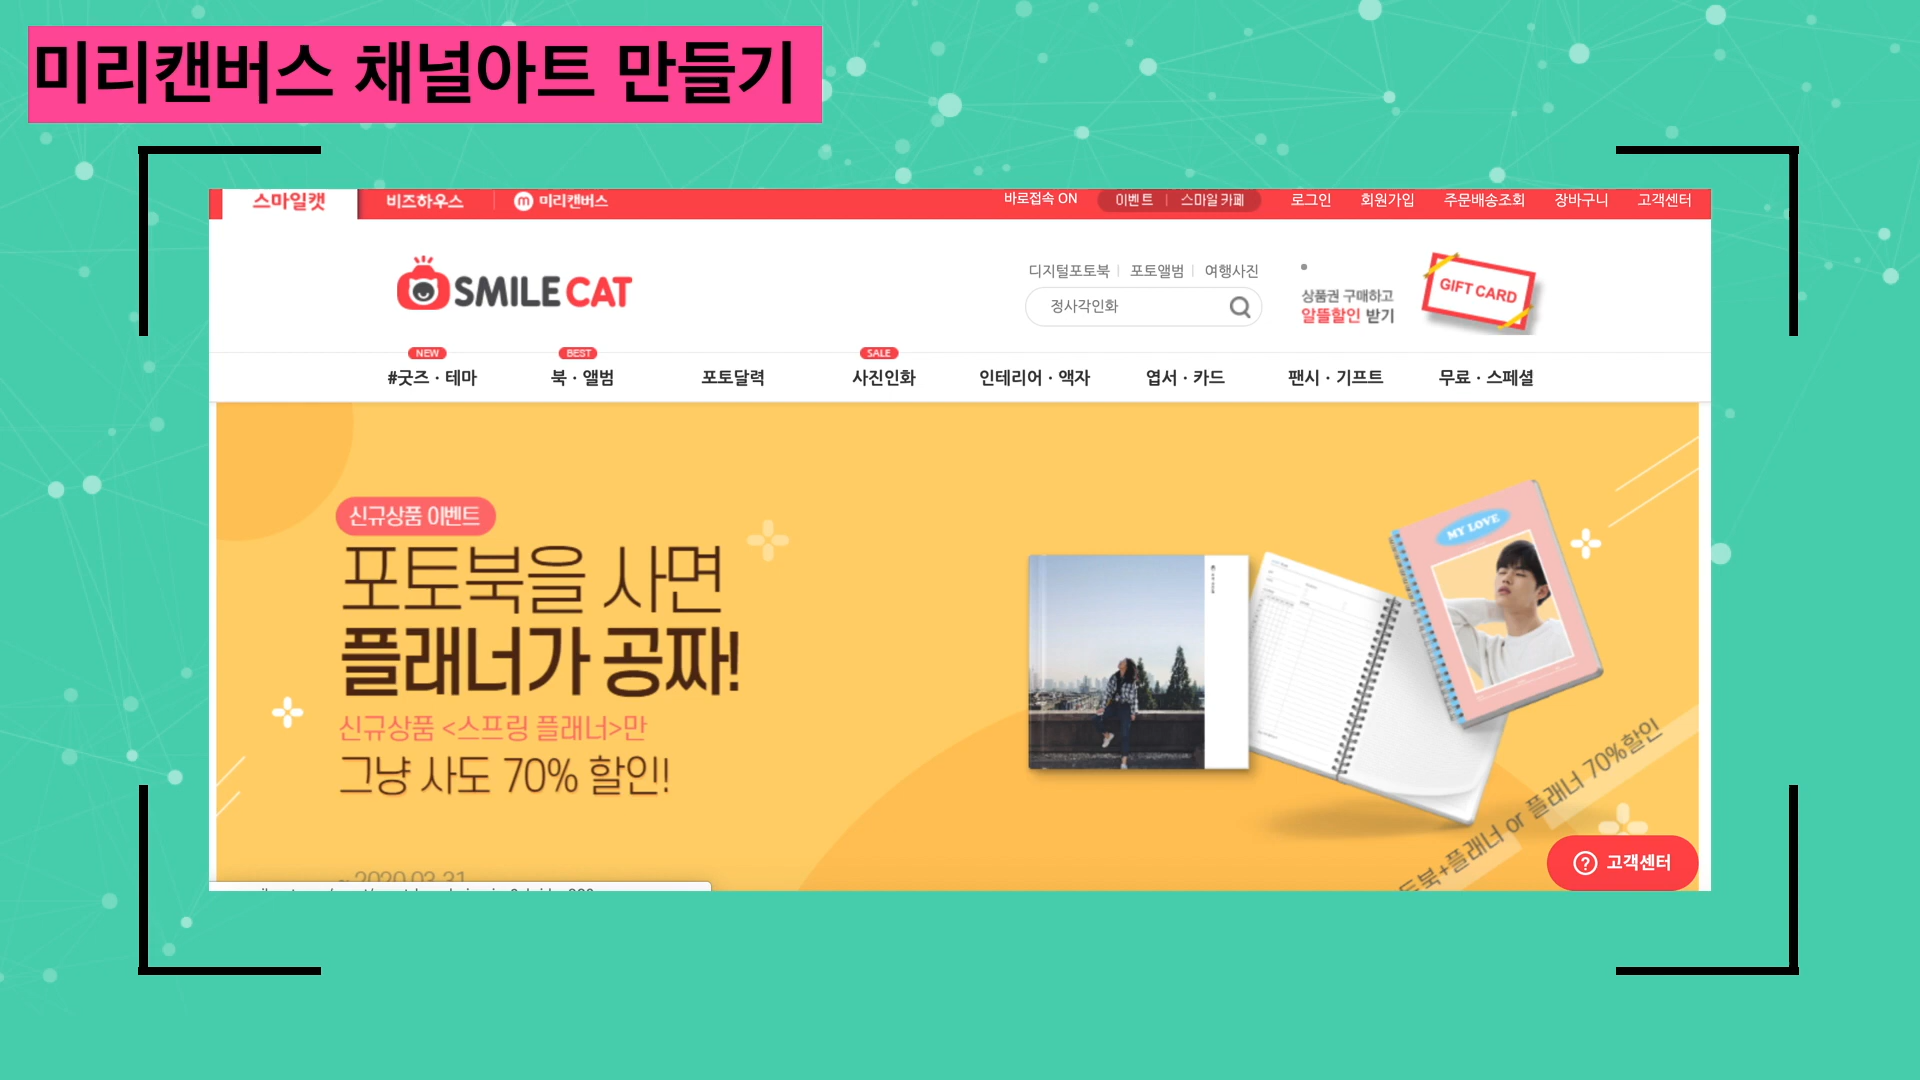 미리캔버스 채널아트 만들기
스마일캣 비즈하우스 미리캔버스 바로접속 ON 이벤트 스마일 카페 로그인 회원가입 주문배송조회 장바구니 고객센터
SMILE CAT
디지털포토북 포토앨범 여행사진
정사각인화
상품권 구매하고
알뜰할인 받기
GIFT CARD
NEW BEST SALE
#굿즈 · 테마 북 · 앨범 포토달력 사진인화 인테리어 · 액자 엽서 · 카드 팬시 · 기프트 무료 · 스페셜
신규상품 이벤트
포토북을 사면
플래너가 공짜!
신규상품 <스프링 플래너>만
그냥 사도 70% 할인!
MY LOVE
토북+플래너 or 플래너 70%할인
~ 2020.03.31
고객센터